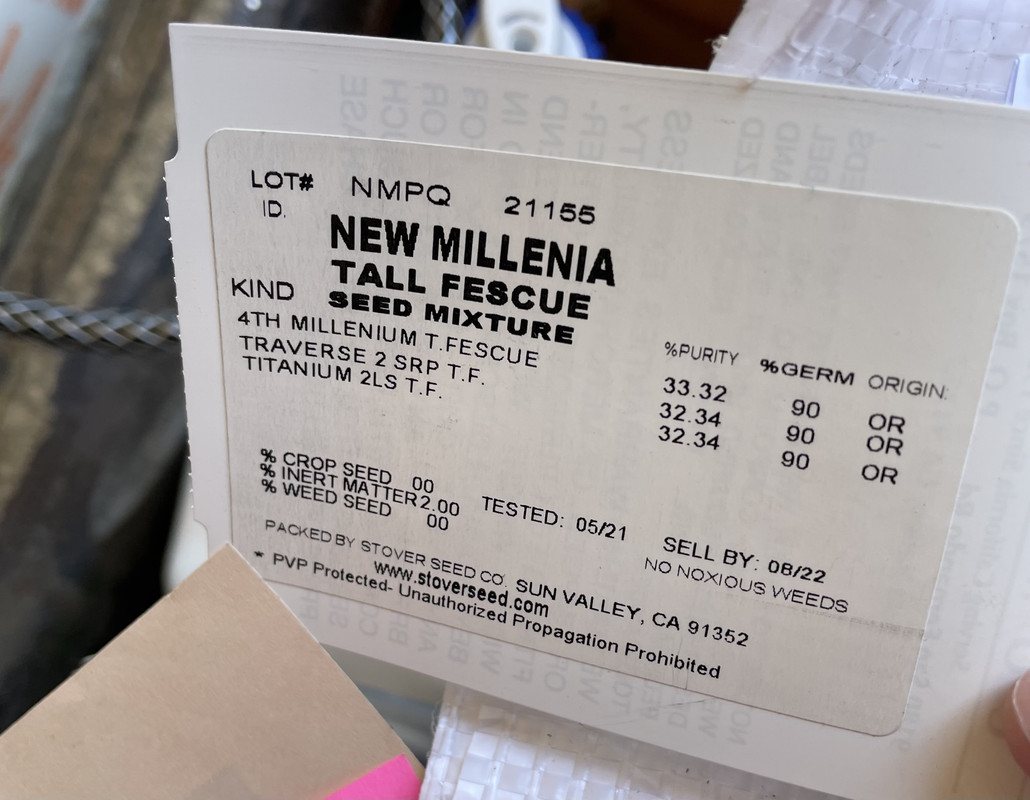 LOT# NMPQ 21155
ID.
NEW MILLENIA
TALL FESCUE
KIND SEED MIXTURE
%PURITY %GERM ORIGIN:
4TH MILLENIUM T.FESCUE 33.32 90 OR
TRAVERSE 2 SRP T.F. 32.34 90 OR
TITANIUM 2LS T.F. 32.34 90 OR
% CROP SEED 00
% INERT MATTER 2.00 TESTED: 05/21
% WEED SEED 00 SELL BY: 08/22
NO NOXIOUS WEEDS
PACKED BY STOVER SEED CO. SUN VALLEY, CA 91352
www.stoverseed.com
* PVP Protected- Unauthorized Propagation Prohibited